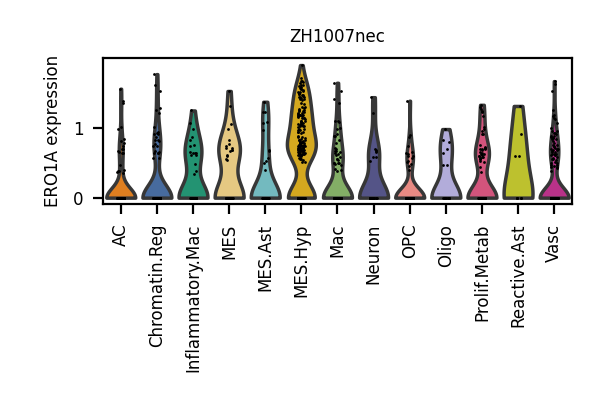 ZH1007nec
ERO1A expression
1
0
AC
Chromatin.Reg
Inflammatory.Mac
MES
MES.Ast
MES.Hyp
Mac
Neuron
OPC
Oligo
Prolif.Metab
Reactive.Ast
Vasc